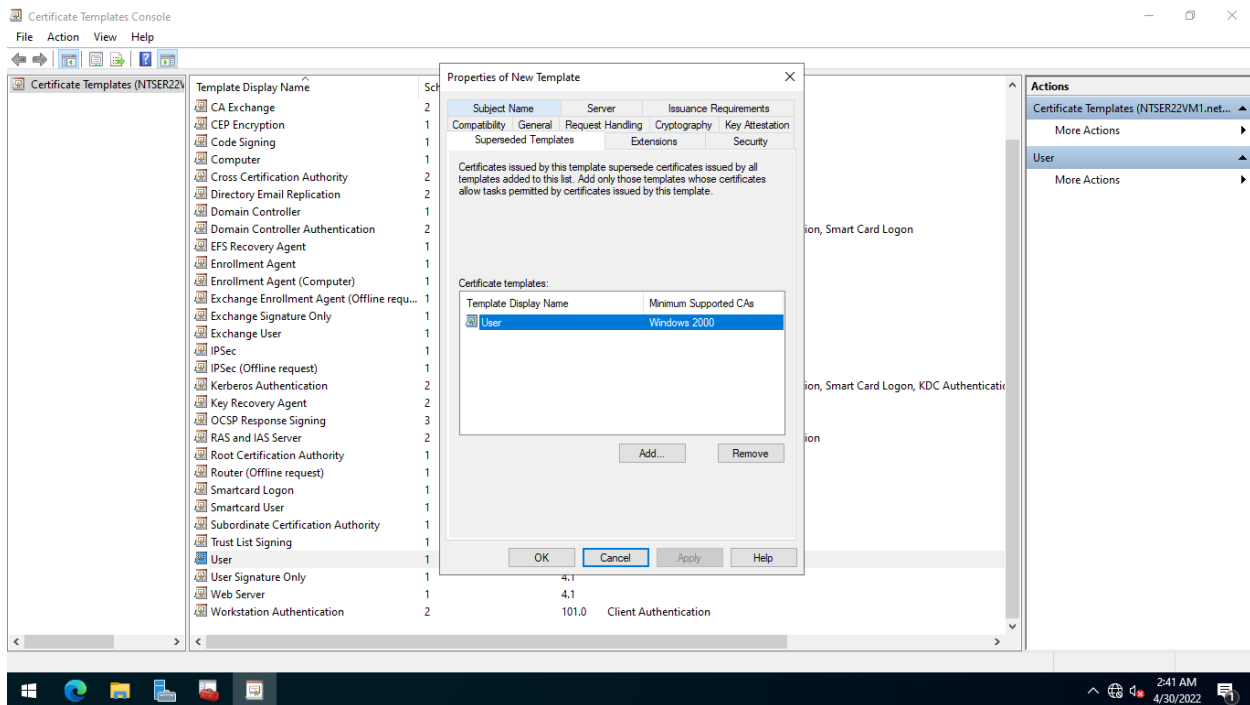 Certificate Templates Console
File Action View Help
Certificate Templates (NTSER22V
Template Display Name Sch
CA Exchange 2
CEP Encryption 1
Code Signing 1
Computer 1
Cross Certification Authority 2
Directory Email Replication 2
Domain Controller 1
Domain Controller Authentication 2 ion, Smart Card Logon
EFS Recovery Agent 1
Enrollment Agent 1
Enrollment Agent (Computer) 1
Exchange Enrollment Agent (Offline requ... 1
Exchange Signature Only 1
Exchange User 1
IPSec 1
IPSec (Offline request) 1
Kerberos Authentication 2 ion, Smart Card Logon, KDC Authenticatio
Key Recovery Agent 2
OCSP Response Signing 3
RAS and IAS Server 2 ion
Root Certification Authority 1
Router (Offline request) 1
Smartcard Logon 1
Smartcard User 1
Subordinate Certification Authority 1
Trust List Signing 1
User 1
User Signature Only 1 4.1
Web Server 1 4.1
Workstation Authentication 2 101.0 Client Authentication
Properties of New Template
Subject Name Server Issuance Requirements
Compatibility General Request Handling Cryptography Key Attestation
Superseded Templates Extensions Security
Certificates issued by this template supersede certificates issued by all
templates added to this list. Add only those templates whose certificates
allow tasks permitted by certificates issued by this template.
Certificate templates:
Template Display Name Minimum Supported CAs
User Windows 2000
Add... Remove
OK Cancel Apply Help
Actions
Certificate Templates (NTSER22VM1.net...
More Actions
User
More Actions
2:41 AM
4/30/2022
1